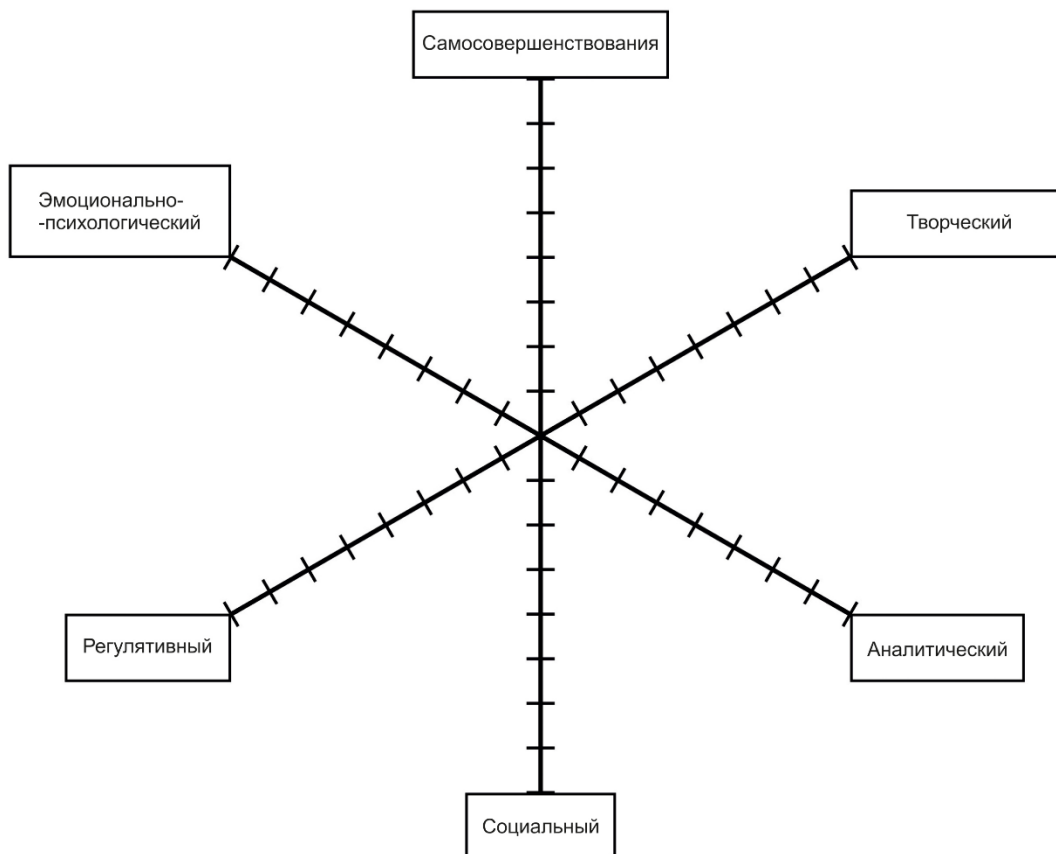 Самосовершенствования
Эмоционально-
-психологический
Творческий
Регулятивный
Аналитический
Социальный